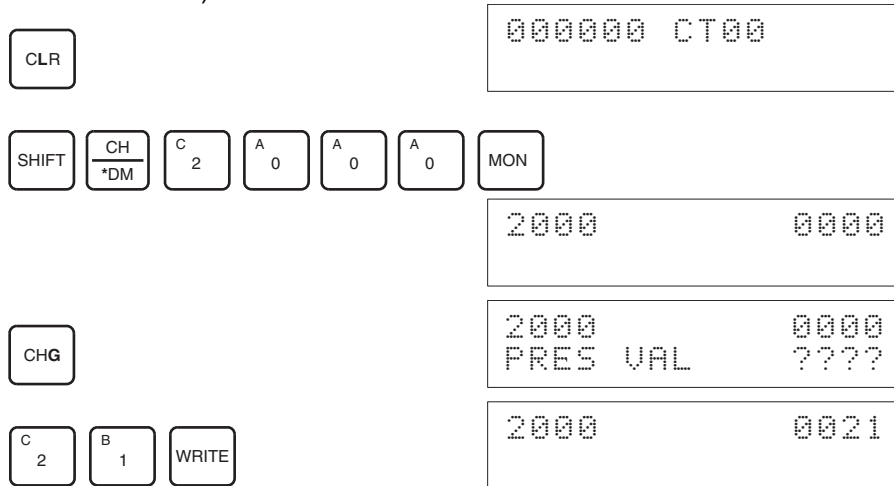 000000 CT00
CLR
SHIFT CH *DM C 2 A 0 A 0 A 0 MON
2000 0000
CHG
2000 0000
PRES VAL ????
C 2 B 1 WRITE
2000 0021